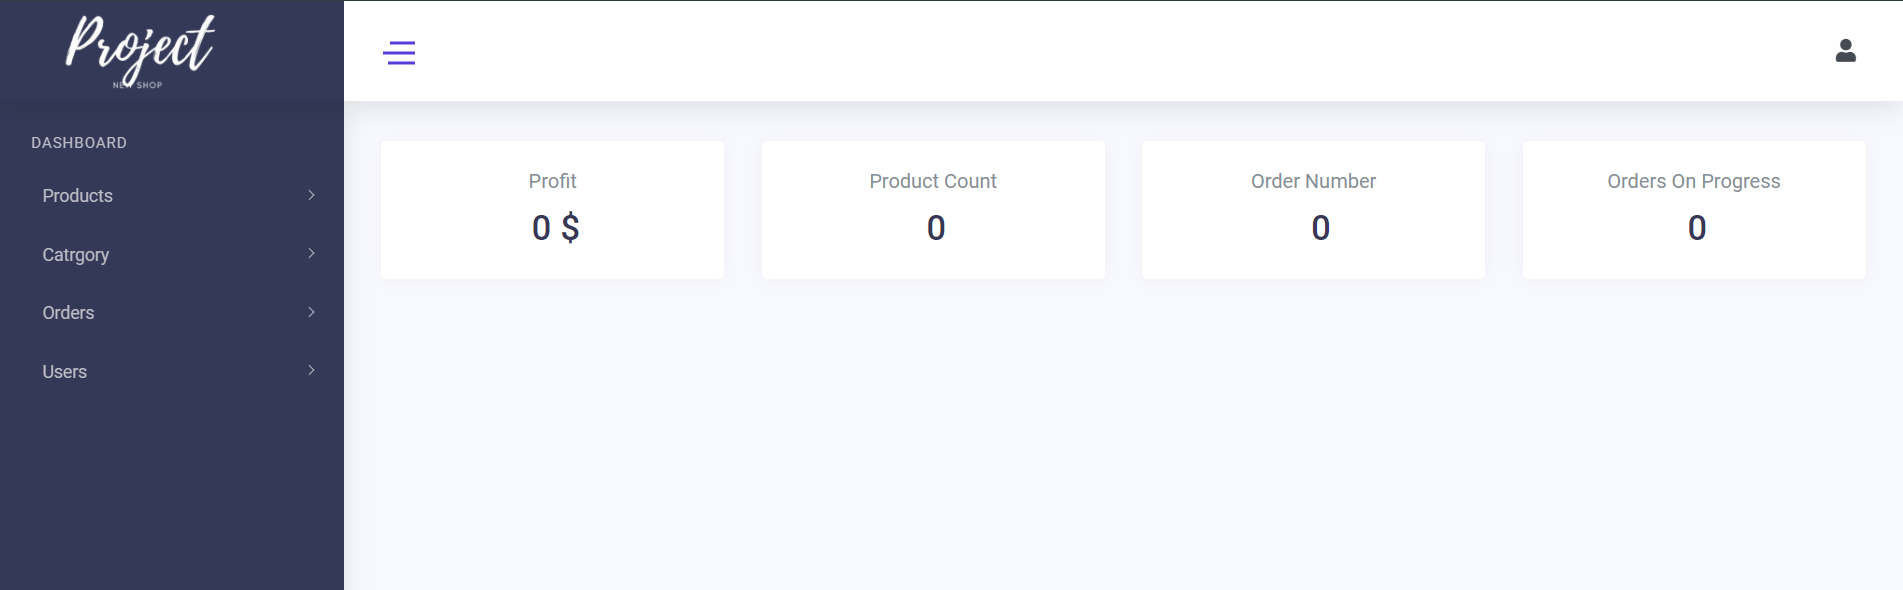 Project
NEW SHOP
DASHBOARD
Products
Catrgory
Orders
Users
Profit
0 $
Product Count
0
Order Number
0
Orders On Progress
0